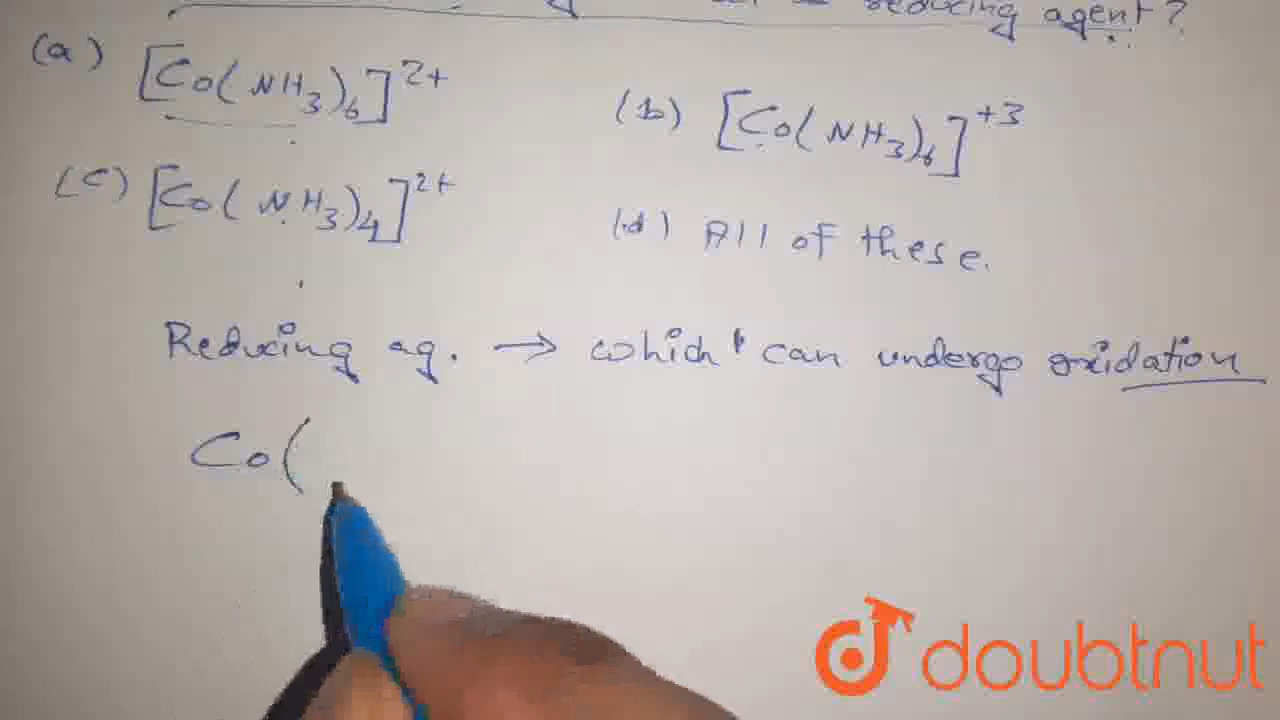 reducing agent?
(a) [Co(NH3)6]2+
(b) [Co(NH3)6]+3
(c) [Co(NH3)4]2+
(d) All of these.
Reducing ag. → which can undergo oxidation
Co(
doubtnut